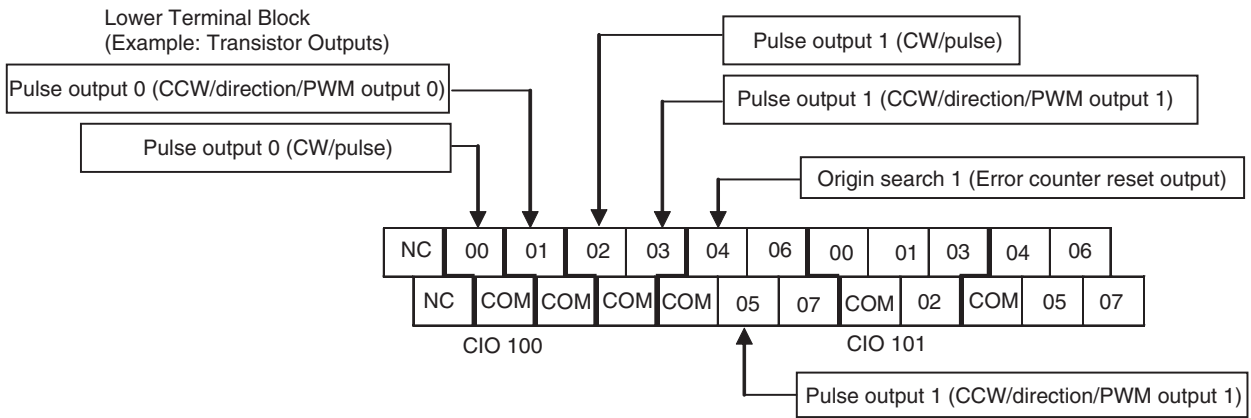 Lower Terminal Block
(Example: Transistor Outputs)
Pulse output 1 (CW/pulse)
Pulse output 0 (CCW/direction/PWM output 0)
Pulse output 1 (CCW/direction/PWM output 1)
Pulse output 0 (CW/pulse)
Origin search 1 (Error counter reset output)
NC 00 01 02 03 04 06 00 01 03 04 06
NC COM COM COM COM 05 07 COM 02 COM 05 07
CIO 100 CIO 101
Pulse output 1 (CCW/direction/PWM output 1)